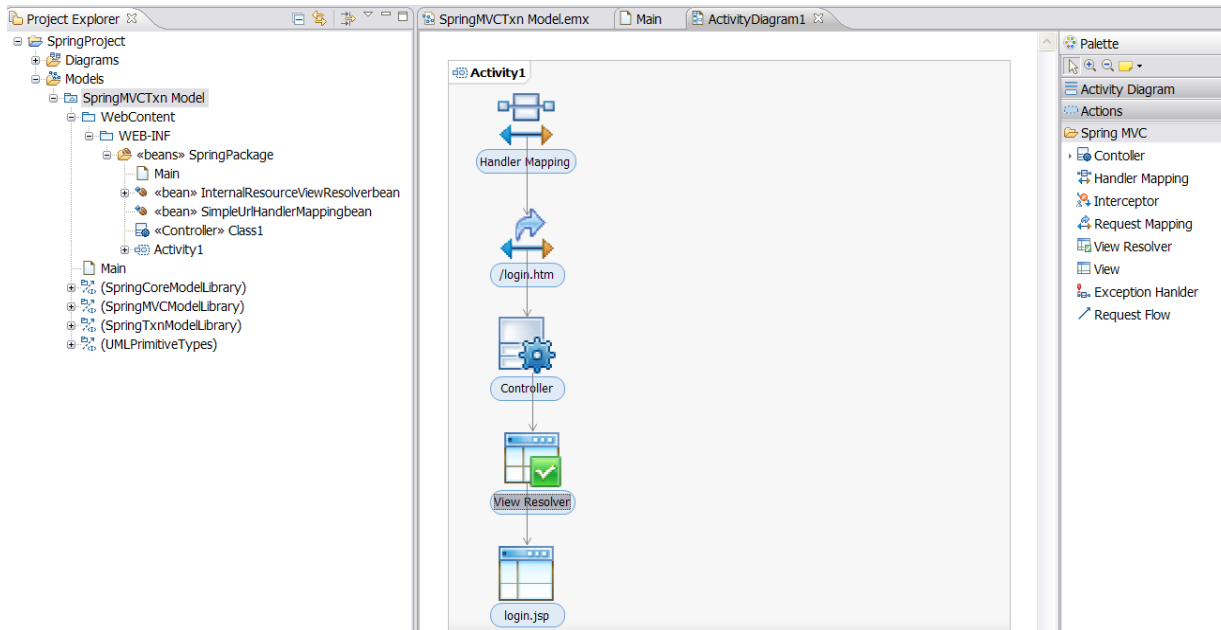 Project Explorer
SpringProject
Diagrams
Models
SpringMVCTxn Model
WebContent
WEB-INF
«beans» SpringPackage
Main
«bean» InternalResourceViewResolverbean
«bean» SimpleUrlHandlerMappingbean
«Controller» Class1
Activity1
Main
(SpringCoreModelLibrary)
(SpringMVCModelLibrary)
(SpringTxnModelLibrary)
(UMLPrimitiveTypes)
SpringMVCTxn Model.emx Main ActivityDiagram1
Activity1
Handler Mapping
/login.htm
Controller
View Resolver
login.jsp
Palette
Activity Diagram
Actions
Spring MVC
Contoller
Handler Mapping
Interceptor
Request Mapping
View Resolver
View
Exception Hanlder
Request Flow